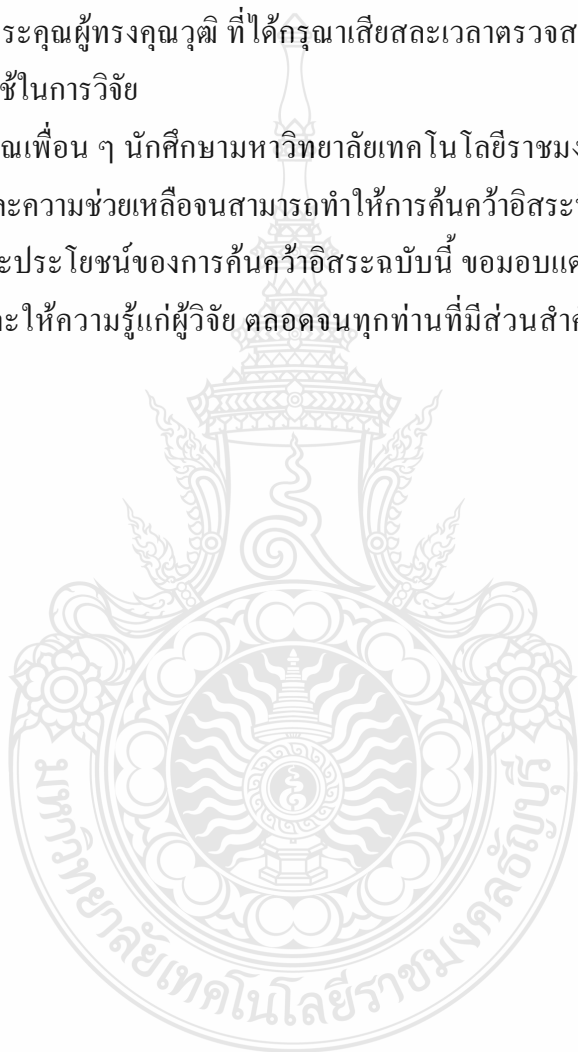 ระคุณผู้ทรงคุณวุฒิ ที่ได้กรุณาเสียสละเวลาตรวจส
ช้ในการวิจัย
ณเพื่อน ๆ นักศึกษามหาวิทยาลัยเทคโนโลยีราชมง
ละความช่วยเหลือจนสามารถทำให้การค้นคว้าอิสระ
ะประโยชน์ของการค้นคว้าอิสระฉบับนี้ ขอมอบแด
ละให้ความรู้แก่ผู้วิจัย ตลอดจนทุกท่านที่มีส่วนสำค
มหาวิทยาลัยเทคโนโลยีราชมงคลธัญบุรี